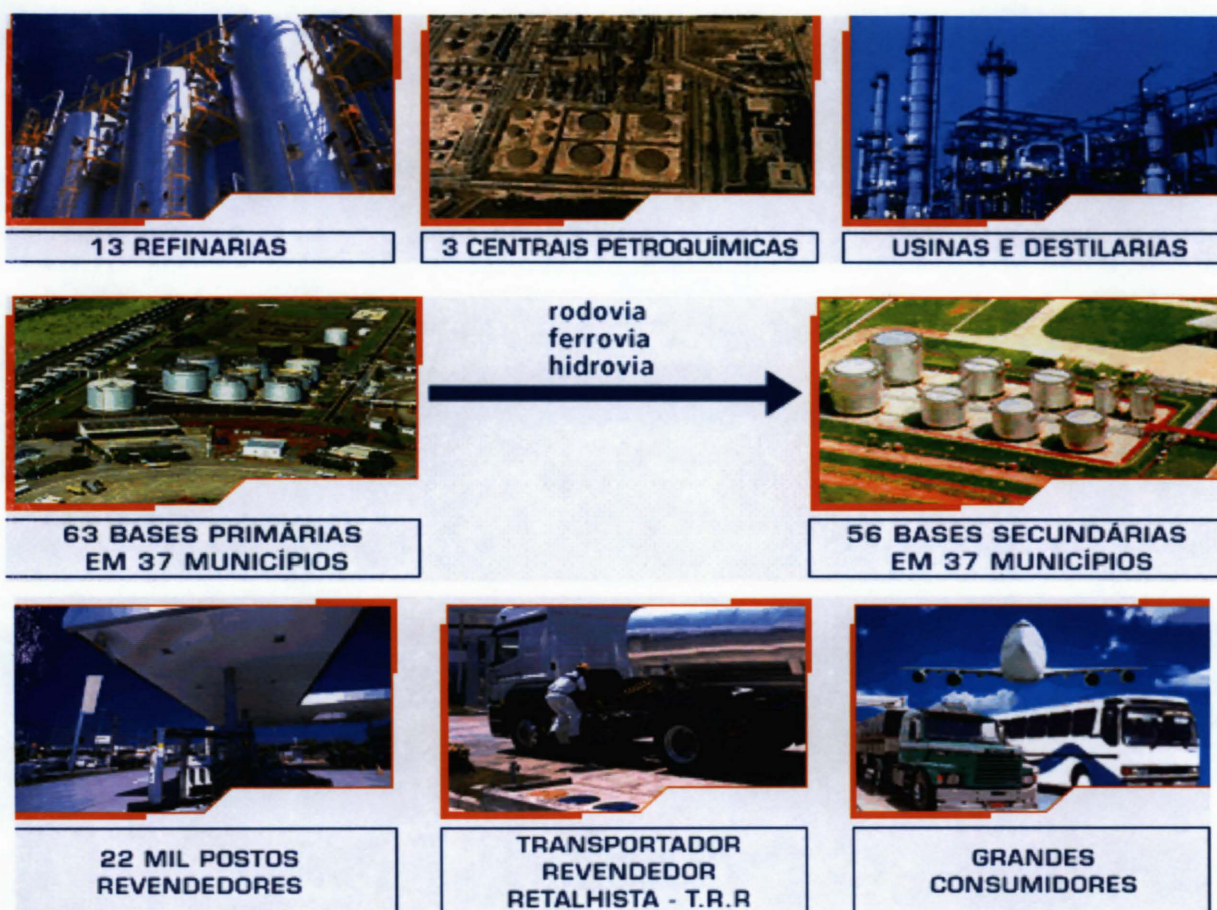 13 REFINARIAS
3 CENTRAIS PETROQUÍMICAS
USINAS E DESTILARIAS
rodovia
ferrovia
hidrovia
63 BASES PRIMÁRIAS
EM 37 MUNICÍPIOS
56 BASES SECUNDÁRIAS
EM 37 MUNICÍPIOS
22 MIL POSTOS
REVENDEDORES
TRANSPORTADOR
REVENDEDOR
RETALHISTA - T.R.R
GRANDES
CONSUMIDORES